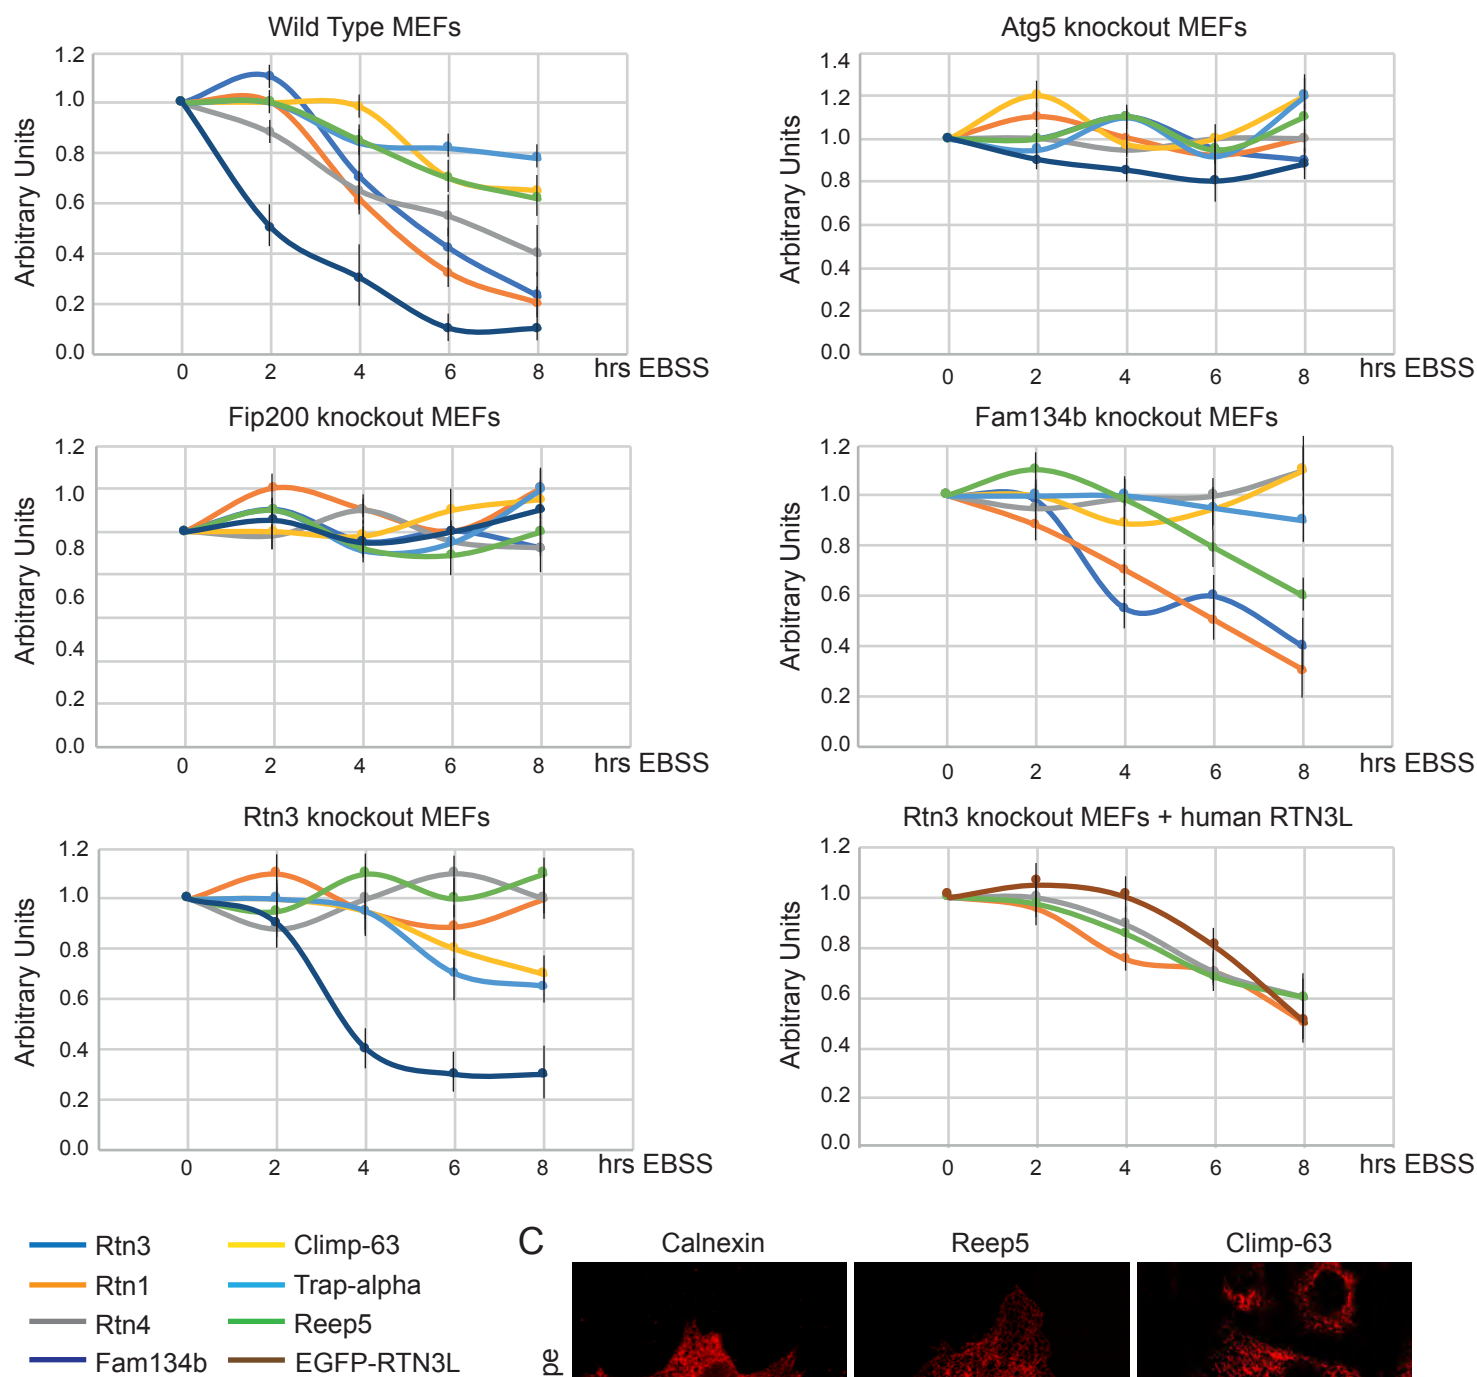 Wild Type MEFs
Arbitrary Units
1.2
1.0
0.8
0.6
0.4
0.2
0.0
0 2 4 6 8 hrs EBSS
Atg5 knockout MEFs
Arbitrary Units
1.4
1.2
1.0
0.8
0.6
0.4
0.2
0.0
0 2 4 6 8 hrs EBSS
Fip200 knockout MEFs
Arbitrary Units
1.2
1.0
0.8
0.6
0.4
0.2
0.0
0 2 4 6 8 hrs EBSS
Fam134b knockout MEFs
Arbitrary Units
1.2
1.0
0.8
0.6
0.4
0.2
0.0
0 2 4 6 8 hrs EBSS
Rtn3 knockout MEFs
Arbitrary Units
1.2
1.0
0.8
0.6
0.4
0.2
0.0
0 2 4 6 8 hrs EBSS
Rtn3 knockout MEFs + human RTN3L
Arbitrary Units
1.2
1.0
0.8
0.6
0.4
0.2
0.0
0 2 4 6 8 hrs EBSS
Rtn3
Rtn1
Rtn4
Fam134b
Climp-63
Trap-alpha
Reep5
EGFP-RTN3L
C
Calnexin Reep5 Climp-63
pe